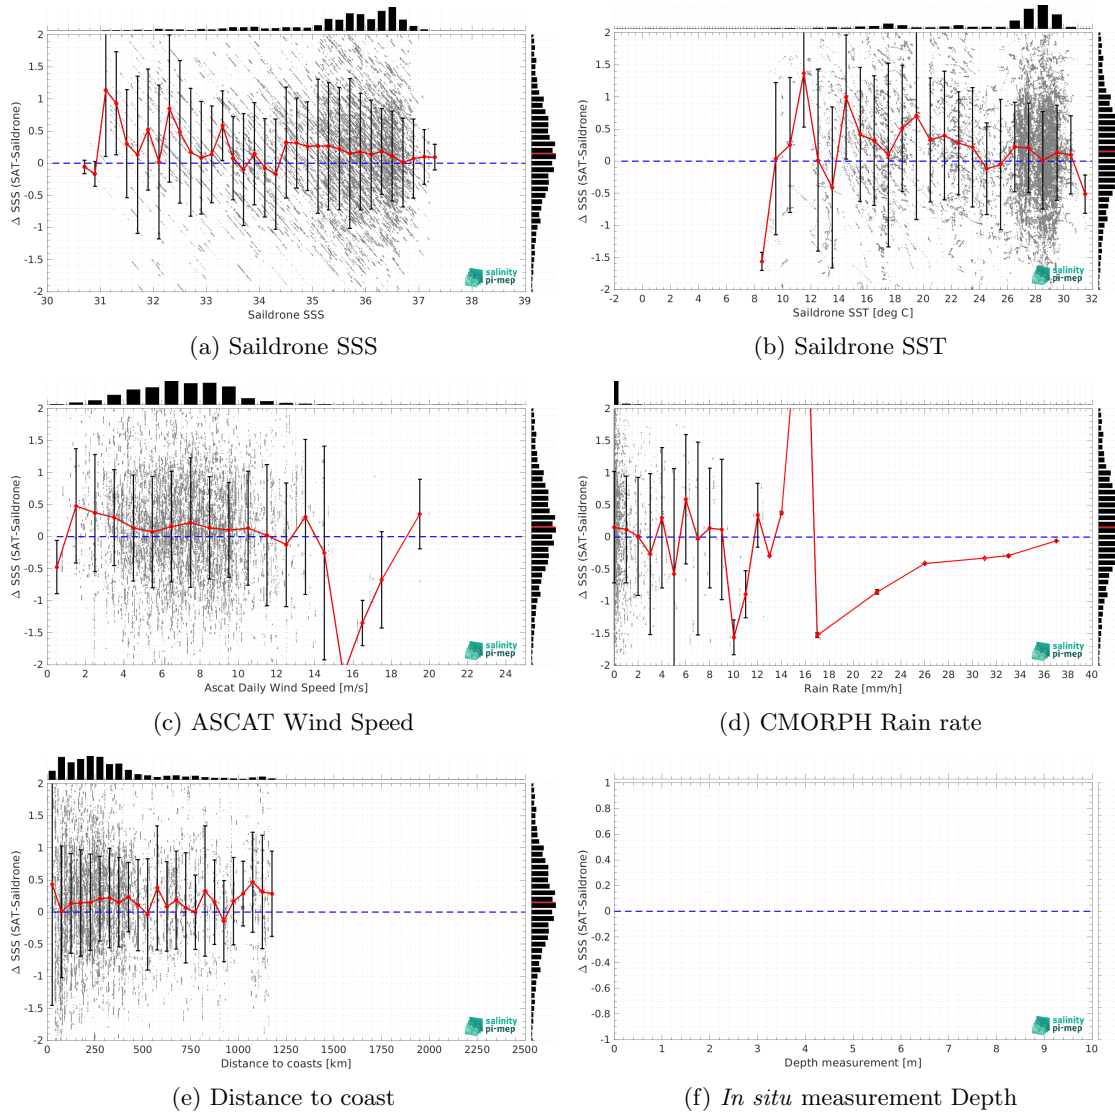 2
1.5
1
0.5
0
-0.5
-1
-1.5
-2
Δ SSS (SAT-Saildrone)
30 31 32 33 34 35 36 37 38 39
Saildrone SSS
salinity
pi-mep
(a) Saildrone SSS
2
1.5
1
0.5
0
-0.5
-1
-1.5
-2
Δ SSS (SAT-Saildrone)
-2 0 2 4 6 8 10 12 14 16 18 20 22 24 26 28 30 32
Saildrone SST [deg C]
salinity
pi-mep
(b) Saildrone SST
2
1.5
1
0.5
0
-0.5
-1
-1.5
-2
Δ SSS (SAT-Saildrone)
0 2 4 6 8 10 12 14 16 18 20 22 24
Ascat Daily Wind Speed [m/s]
salinity
pi-mep
(c) ASCAT Wind Speed
2
1.5
1
0.5
0
-0.5
-1
-1.5
-2
Δ SSS (SAT-Saildrone)
0 2 4 6 8 10 12 14 16 18 20 22 24 26 28 30 32 34 36 38 40
Rain Rate [mm/h]
salinity
pi-mep
(d) CMORPH Rain rate
2
1.5
1
0.5
0
-0.5
-1
-1.5
-2
Δ SSS (SAT-Saildrone)
0 250 500 750 1000 1250 1500 1750 2000 2250 2500
Distance to coasts [km]
salinity
pi-mep
(e) Distance to coast
1
0.8
0.6
0.4
0.2
0
-0.2
-0.4
-0.6
-0.8
-1
Δ SSS (SAT-Saildrone)
0 1 2 3 4 5 6 7 8 9 10
Depth measurement [m]
salinity
pi-mep
(f) In situ measurement Depth